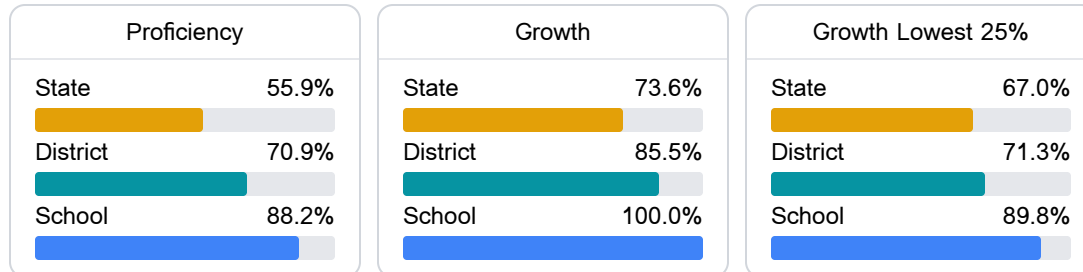 Proficiency
State 55.9%
District 70.9%
School 88.2%
Growth
State 73.6%
District 85.5%
School 100.0%
Growth Lowest 25%
State 67.0%
District 71.3%
School 89.8%